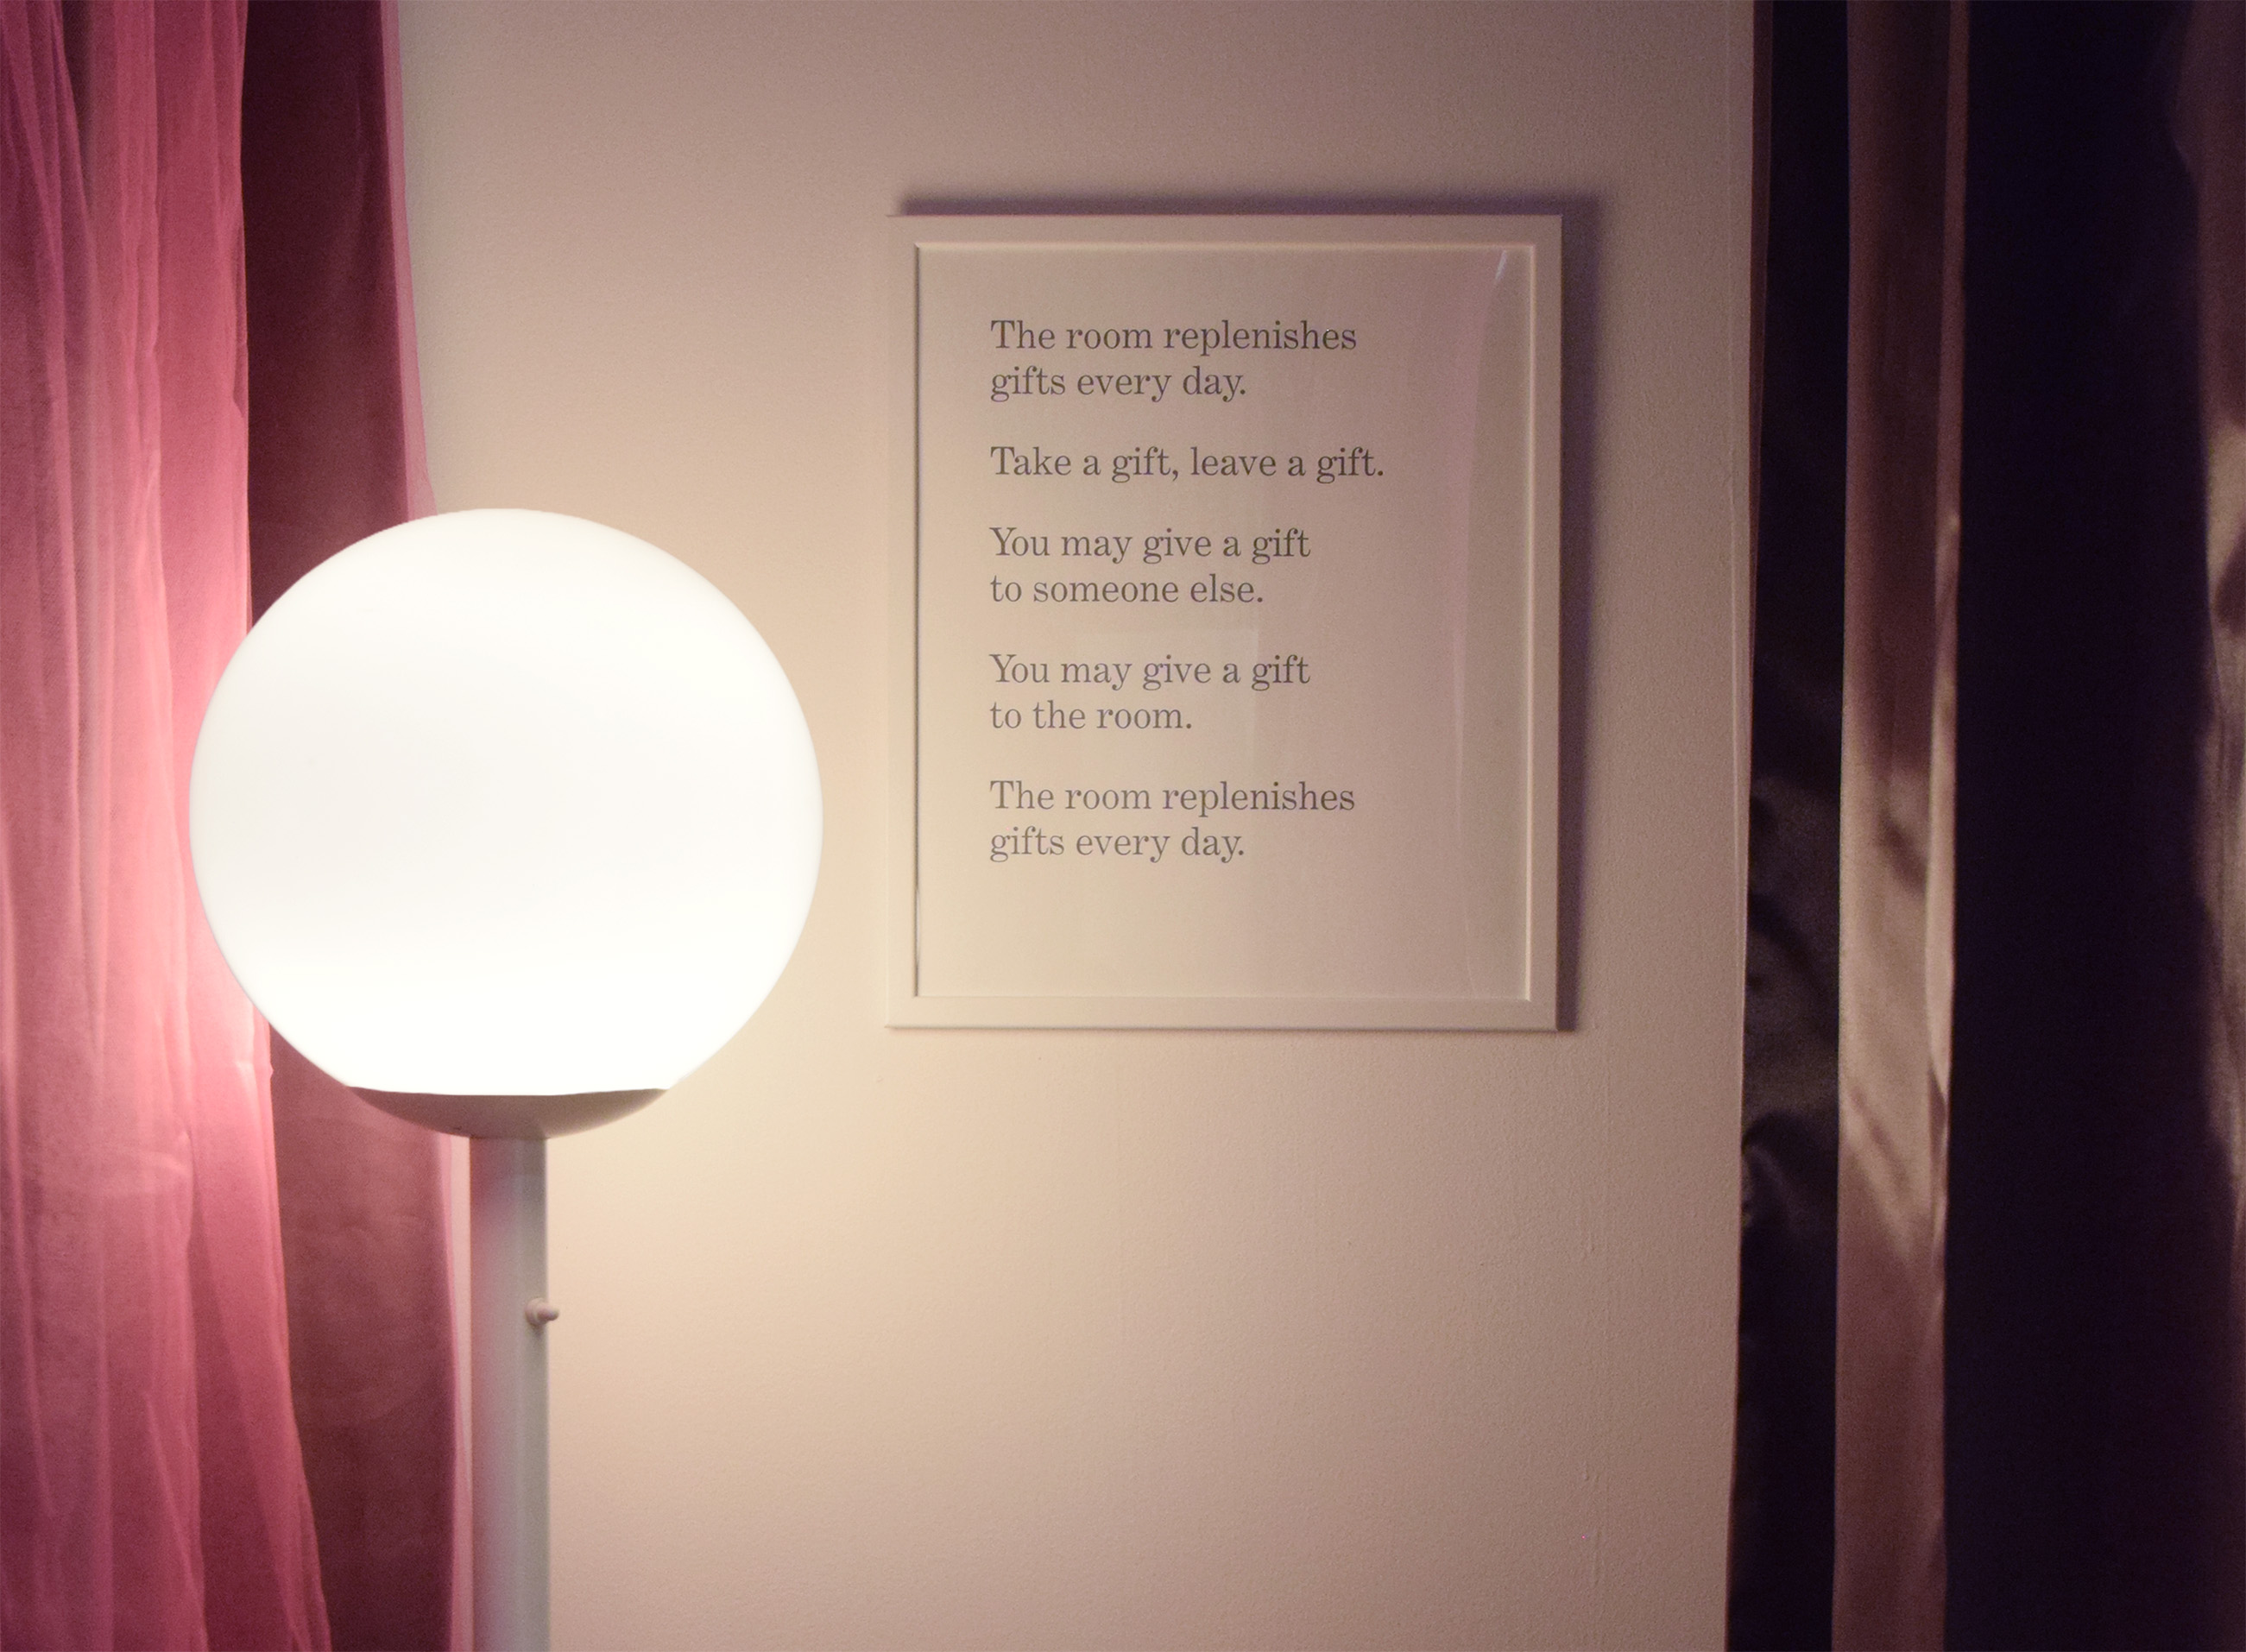 The room replenishes
gifts every day.
Take a gift, leave a gift.
You may give a gift
to someone else.
You may give a gift
to the room.
The room replenishes
gifts every day.